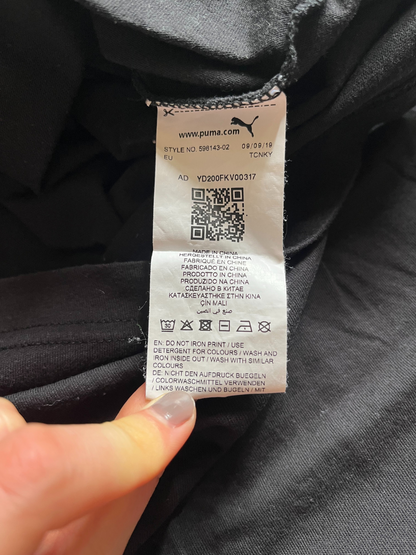 www.puma.com
STYLE NO. 596143-02 09/09/19
EU TCNKY
AD YD200FKV00317
MADE IN CHINA
HERGESTELLT IN CHINA
FABRIQUÉ EN CHINE
FABRICADO EN CHINA
PRODOTTO IN CHINA
PRODUZIDO NA CHINA
СДЕЛАНО В КИТАЕ
ΚΑΤΑΣΚΕΥΑΣΤΗΚΕ ΣΤΗΝ ΚΙΝΑ
ÇIN MALI
صنع في الصين
EN: DO NOT IRON PRINT / USE
DETERGENT FOR COLOURS / WASH AND
IRON INSIDE OUT / WASH WITH SIMILAR
COLOURS
DE: NICHT DEN AUFDRUCK BUEGELN
/ COLORWASCHMITTEL VERWENDEN
/ LINKS WASCHEN UND BUGELN / MIT